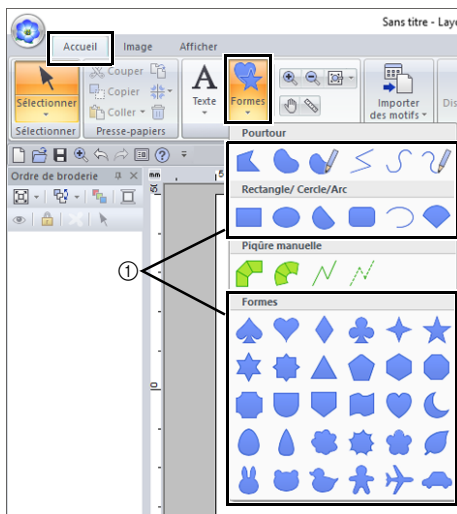 Sans titre - Lay
Accueil Image Afficher
Sélectionner
Couper
Copier
Coller
A
Texte
Formes
Importer
des motifs
Sélectionner Presse-papiers
Pourtour
Ordre de broderie
mm
Rectangle/ Cercle/Arc
Piqûre manuelle
①
Formes